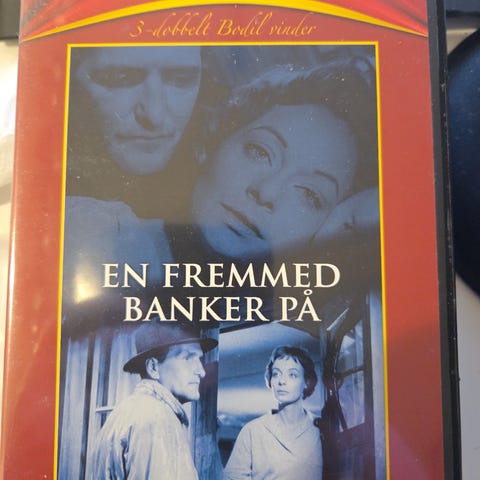 3-dobbelt Bodil vinder
EN FREMMED
BANKER PÅ